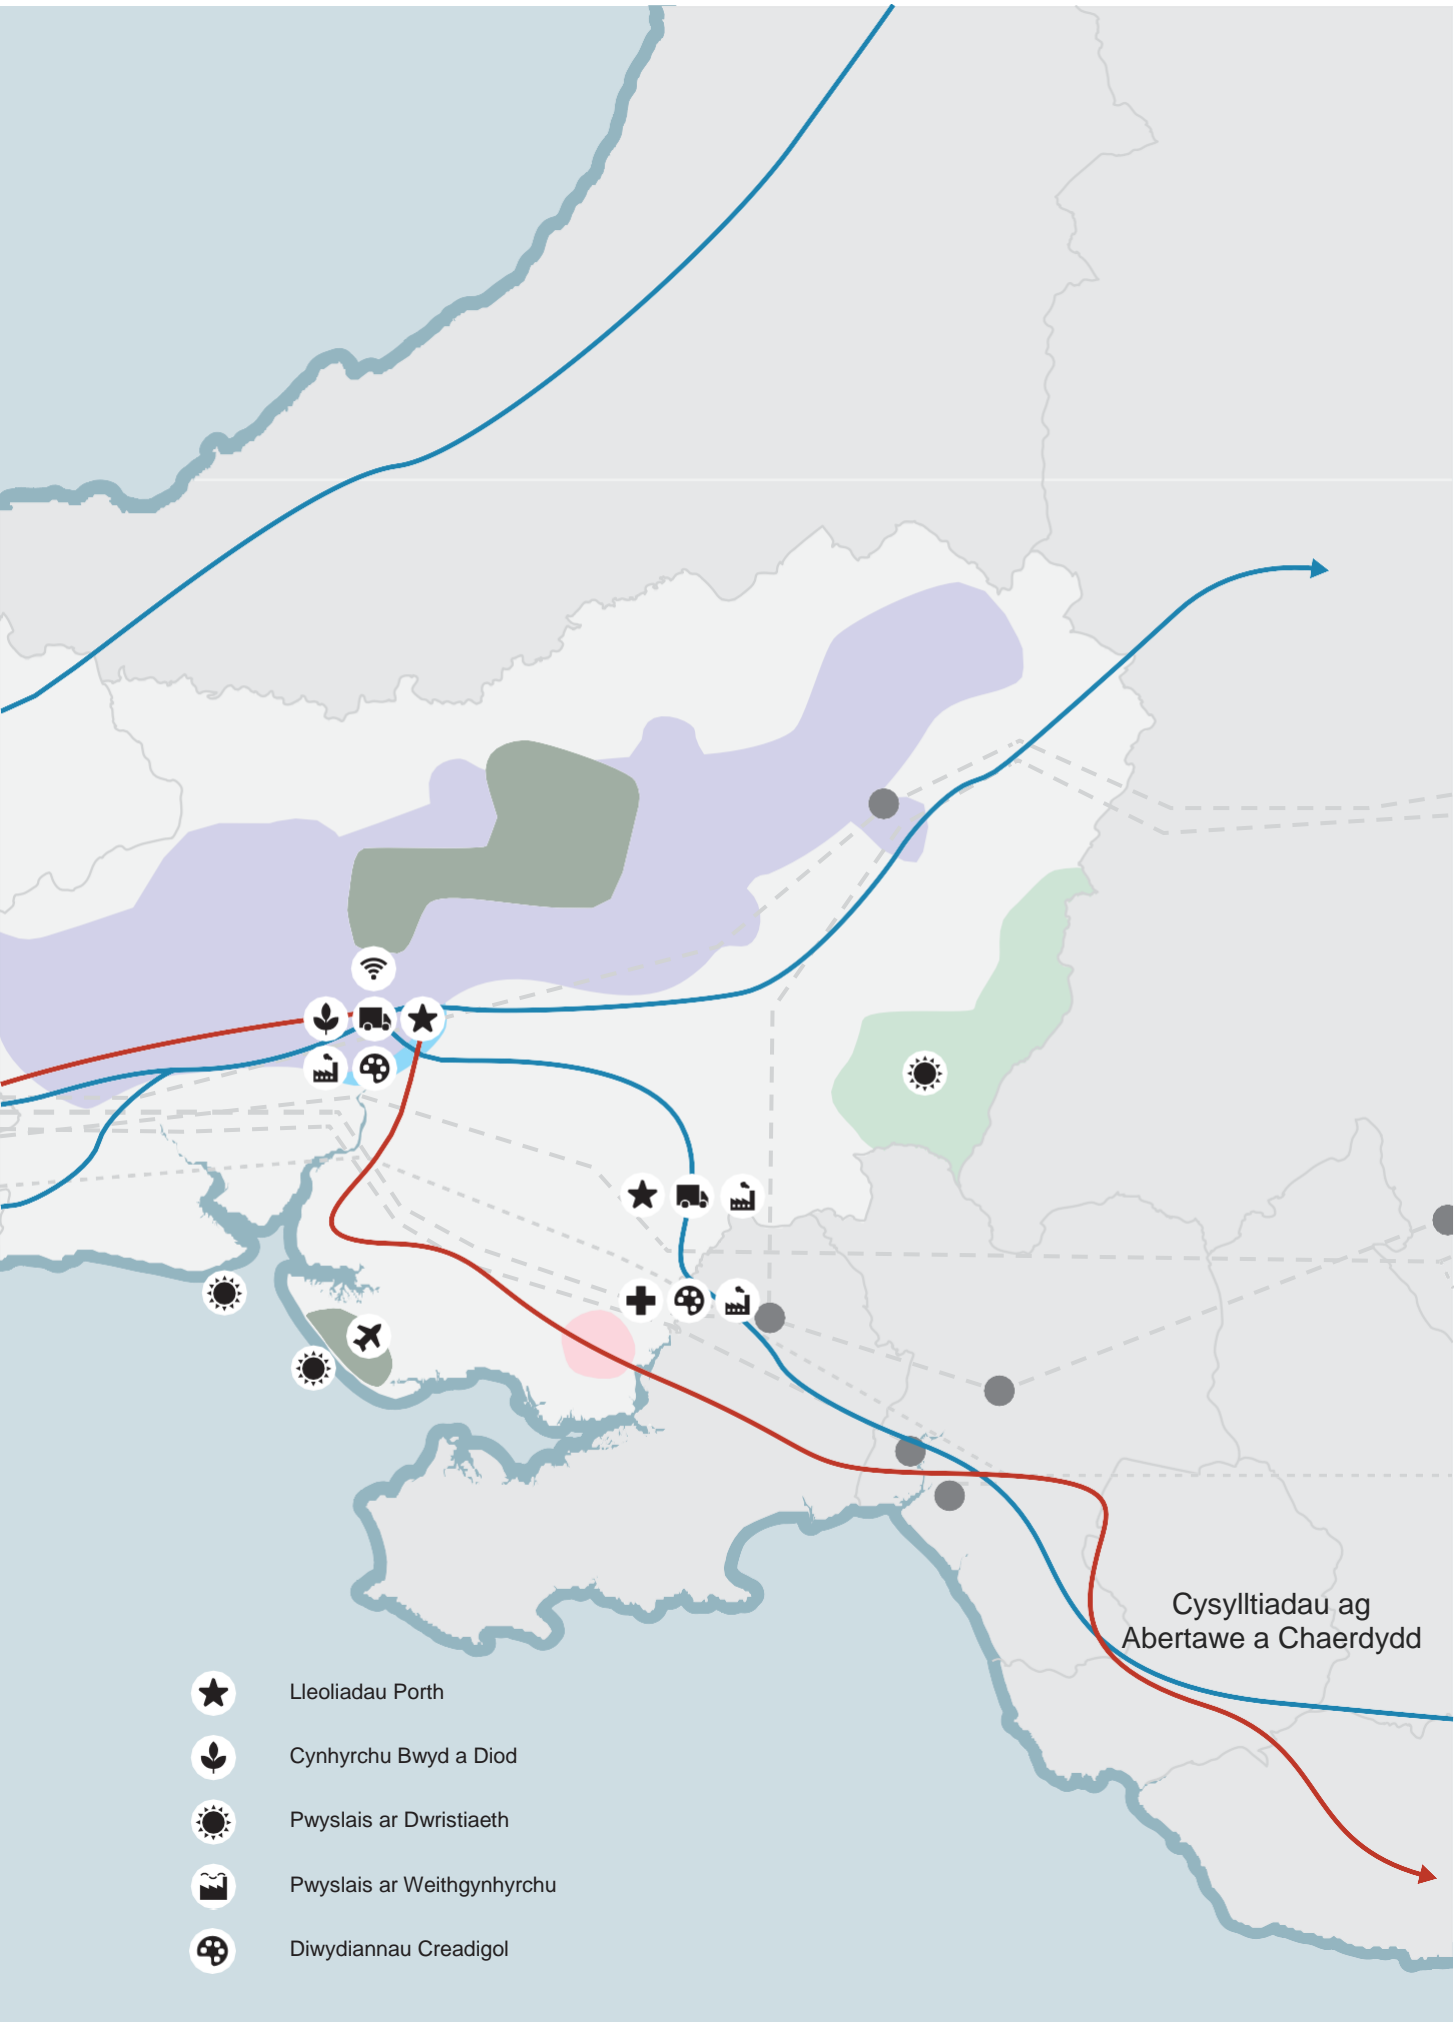 Cysylltiadau ag
Abertawe a Chaerdydd
Lleoliadau Porth
Cynhyrchu Bwyd a Diod
Pwyslais ar Dwristiaeth
Pwyslais ar Weithgynhyrchu
Diwydiannau Creadigol